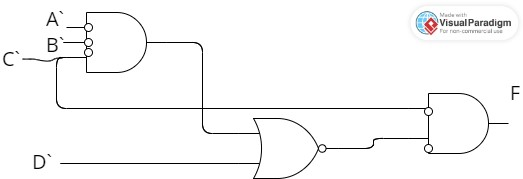 A`
Made with
Visual Paradigm
For non-commercial use
B`
C`
F
D`